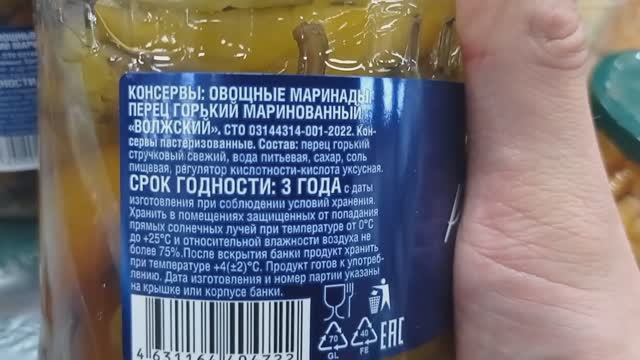 КОНСЕРВЫ: ОВОЩНЫЕ МАРИНАДЫ
ПЕРЕЦ ГОРЬКИЙ МАРИНОВАННЫЙ
«ВОЛЖСКИЙ». СТО 03144314-001-2022. Кон-
сервы пастеризованные. Состав: перец горький
стручковый свежий, вода питьевая, сахар, соль
пищевая, регулятор кислотности-кислота уксусная.
СРОК ГОДНОСТИ: 3 ГОДА с даты
изготовления при соблюдении условий хранения.
Хранить в помещениях защищенных от попадания
прямых солнечных лучей при температуре от 0°С
до +25°С и относительной влажности воздуха не
более 75%.После вскрытия банки продукт хранить
при температуре +4(±2)°С. Продукт готов к употреб-
лению. Дата изготовления и номер партии указаны
на крышке или корпусе банки.
70
GL
40
FE
EAC